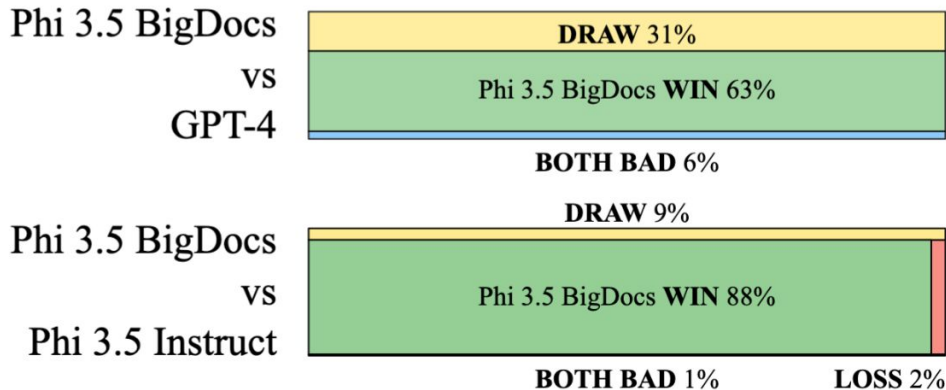 Phi 3.5 BigDocs
vs
GPT-4
DRAW 31%
Phi 3.5 BigDocs WIN 63%
BOTH BAD 6%
Phi 3.5 BigDocs
vs
Phi 3.5 Instruct
DRAW 9%
Phi 3.5 BigDocs WIN 88%
BOTH BAD 1%
LOSS 2%